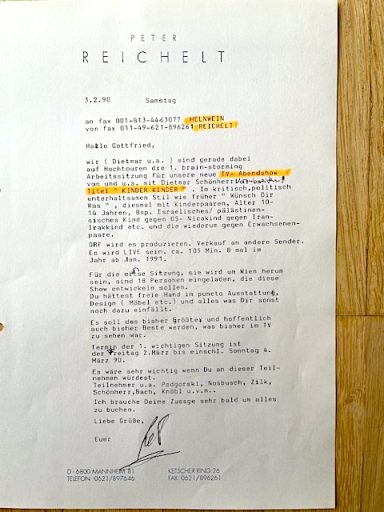 PETER
REICHELT
3.2.90 Samstag
an fax 001-813-4463077 HELNWEIN
von fax 011-49-621-896261 REICHELT
Hallo Gottfried,
wir ( Dietmar u.a. ) sind gerade dabei
auf Hochtouren die 1. brain-storming
Arbeitssitzung für unsere neue TV- Abendshow
von und u.a. mit Dietmar Schönherr
Titel " KINDER KINDER " . Im kritisch,politisch
unterhaltsamen Stil wie früher " Wünsch Dir
Was " , diesmal mit Kinderpaaren, Alter 10-
14 Jahren, Bsp. Israelisches/ palästinen-
sisches Kind gegen US- Nicakind gegen Iran-
Irakkind etc. und die wiederum gegen Erwachsenen-
paare.
ORF wird es produzieren. Verkauf an andere Sender.
Es wird LIVE sein. ca. 105 Min. 8 mal im
Jahr ab Jan. 1991.
Für die erste Sitzung, sie wird um Wien herum
sein, sind 10 Personen eingeladen, die diese
Show entwickeln sollen.
Du hättest freie Hand in puncto Ausstattung,
Design ( Möbel etc.) und alles was Dir sonst
noch dazu einfällt.
Es soll das bisher Größte und hoffentlich
auch bisher Beste werden, was bisher im TV
zu sehen war.
Termin der 1. wichtigen Sitzung ist
der Freitag 2.März bis einschl. Sonntag 4.
März 90.
Es wäre sehr wichtig wenn Du an dieser Teil-
nehmen würdest.
Teilnehmer u.a. Podgorski, Nosbusch, Zilk,
Schönherr,Bach, Knöbl u.v.m..
Ich brauche Deine Zusage sehr bald um alles
zu buchen.
Liebe Grüße,
Euer
D - 6800 MANNHEIM 81 KETSCHER RING 26
TELEFON 0621/897646 FAX 0621/896261